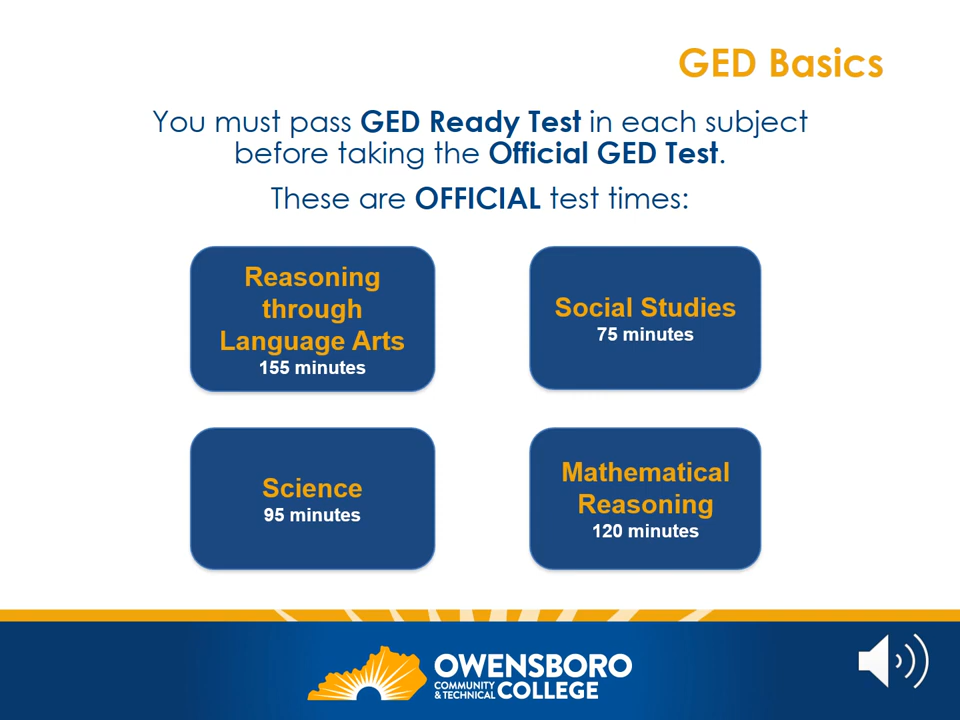 GED Basics
You must pass GED Ready Test in each subject
before taking the Official GED Test.
These are OFFICIAL test times:
Reasoning
through
Language Arts
155 minutes
Social Studies
75 minutes
Science
95 minutes
Mathematical
Reasoning
120 minutes
OWENSBORO
COMMUNITY
& TECHNICAL
COLLEGE